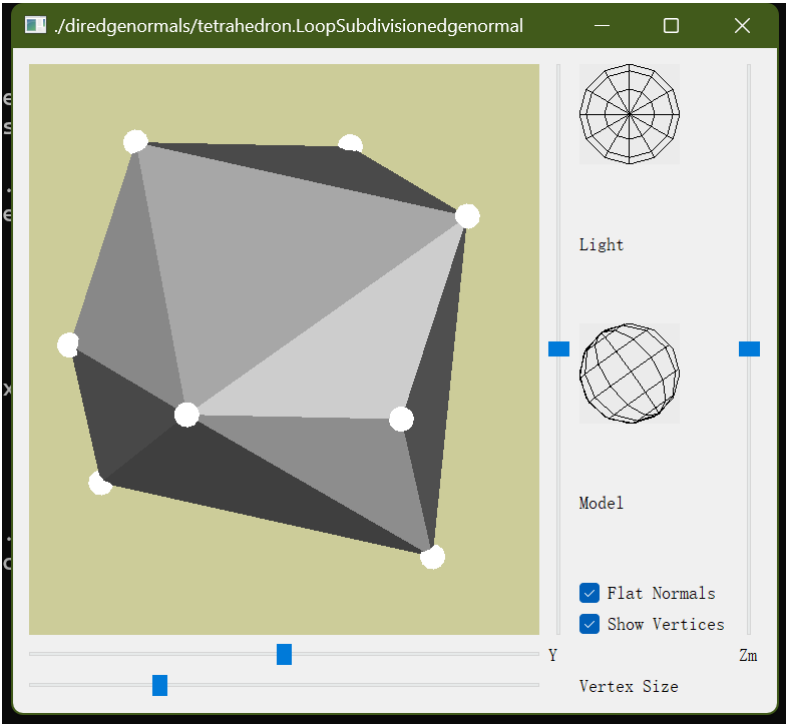 ./diredgenormals/tetrahedron.LoopSubdivisionedgenormal
Light
Model
Flat Normals
Show Vertices
Y
Zm
Vertex Size